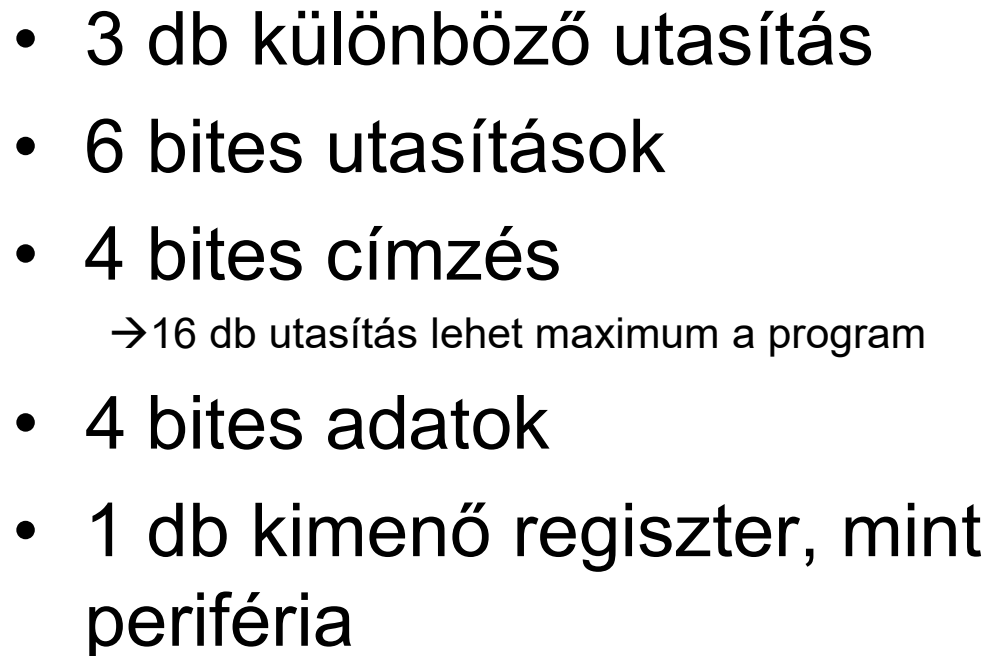 • 3 db különböző utasítás
• 6 bites utasítások
• 4 bites címzés
→16 db utasítás lehet maximum a program
• 4 bites adatok
• 1 db kimenő regiszter, mint
periféria